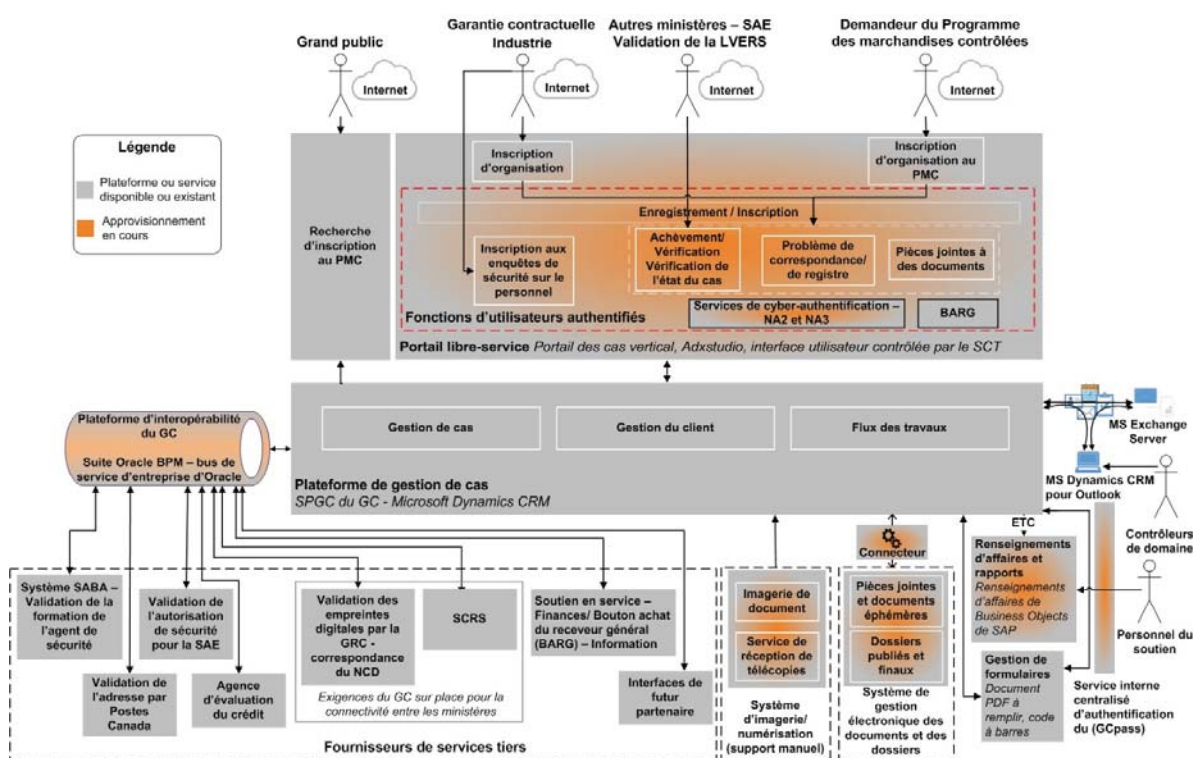 Grand public
Garantie contractuelle
Industrie
Autres ministères – SAE
Validation de la LVERS
Demandeur du Programme
des marchandises contrôlées
Internet
Internet
Internet
Internet
Légende
Plateforme ou service
disponible ou existant
Approvisionnement
en cours
Recherche
d'inscription
au PMC
Inscription
d'organisation
Inscription
d'organisation au
PMC
Enregistrement / Inscription
Inscription aux
enquêtes de
sécurité sur le
personnel
Achèvement/
Vérification
Vérification de
l'état du cas
Problème de
correspondance/
de registre
Pièces jointes à
des documents
Services de cyber-authentification –
NA2 et NA3
BARG
Fonctions d'utilisateurs authentifiés
Portail libre-service Portail des cas vertical, Adxstudio, interface utilisateur contrôlée par le SCT
Plateforme d'interopérabilité
du GC
Suite Oracle BPM – bus de
service d'entreprise d'Oracle
Gestion de cas
Gestion du client
Flux des travaux
Plateforme de gestion de cas
SPGC du GC - Microsoft Dynamics CRM
MS Exchange
Server
MS Dynamics CRM
pour Outlook
Contrôleurs
de domaine
ETC
Connecteur
Système SABA –
Validation de la
formation de
l'agent de
sécurité
Validation de
l'autorisation de
sécurité
pour la SAE
Validation de
l'adresse par
Postes
Canada
Agence
d'évaluation
du crédit
Validation des
empreintes
digitales par la
GRC -
correspondance
du NCD
SCRS
Exigences du GC sur place pour la
connectivité entre les ministères
Soutien en service –
Finances/ Bouton achat
du receveur général
(BARG) – Information
Interfaces de
futur
partenaire
Fournisseurs de services tiers
Imagerie de
document
Service de
réception de
télécopies
Système
d'imagerie/
numérisation
(support manuel)
Pièces jointes
et documents
éphémères
Dossiers
publiés et
finaux
Système de
gestion
électronique des
documents et des
dossiers
Renseignements
d'affaires et
rapports
Renseignements
d'affaires de
Business Objects
de SAP
Personnel du
soutien
Gestion de
formulaires
Document
PDF à
remplir, code
à barres
Service interne
centralisé
d'authentification
du (GCpass)